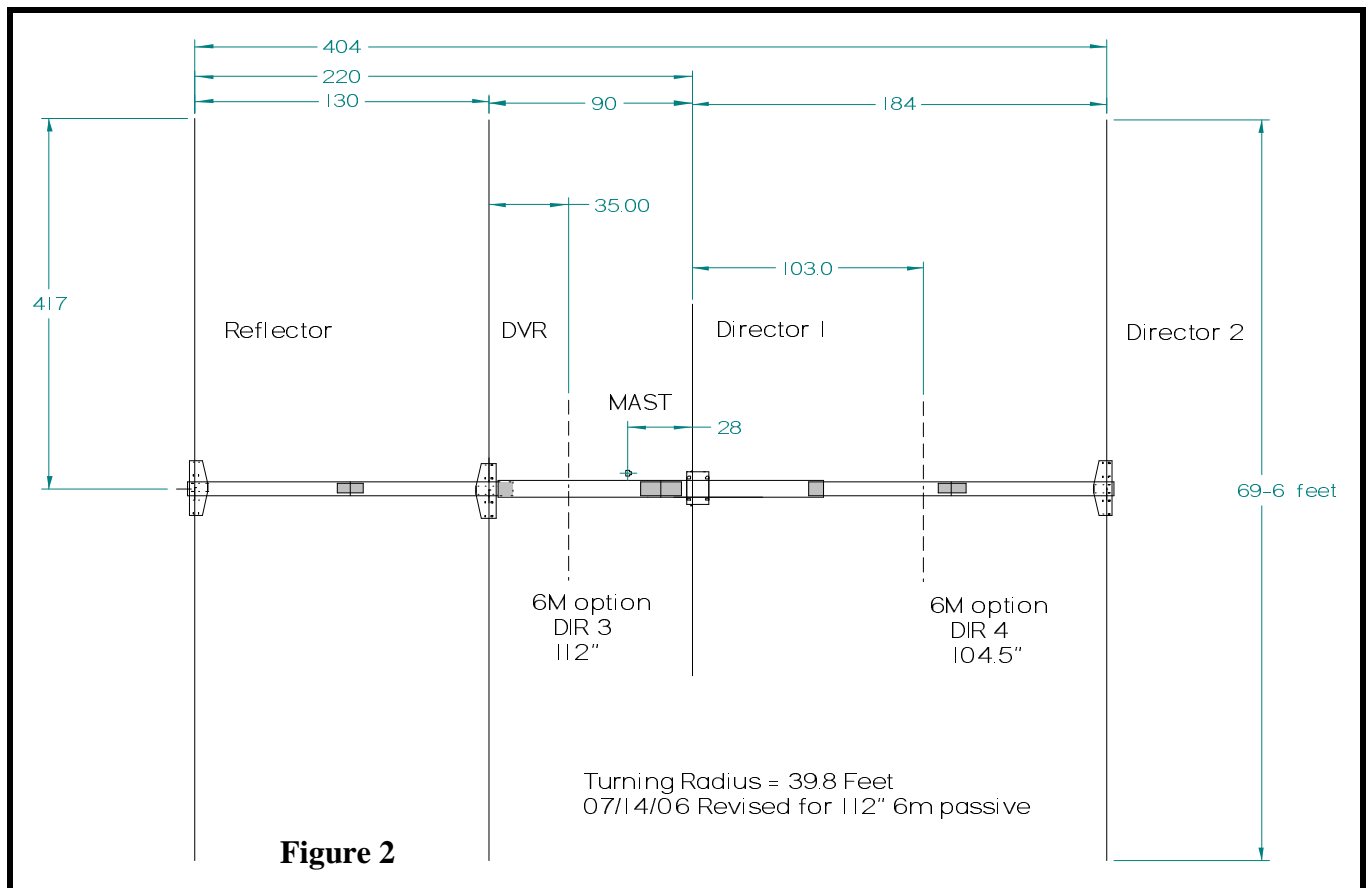 404
220
130
90
184
35.00
103.0
417
Reflector
DVR
Director 1
Director 2
MAST
28
69-6 feet
6M option
DIR 3
112"
6M option
DIR 4
104.5"
Turning Radius = 39.8 Feet
07/14/06 Revised for 112" 6m passive
Figure 2